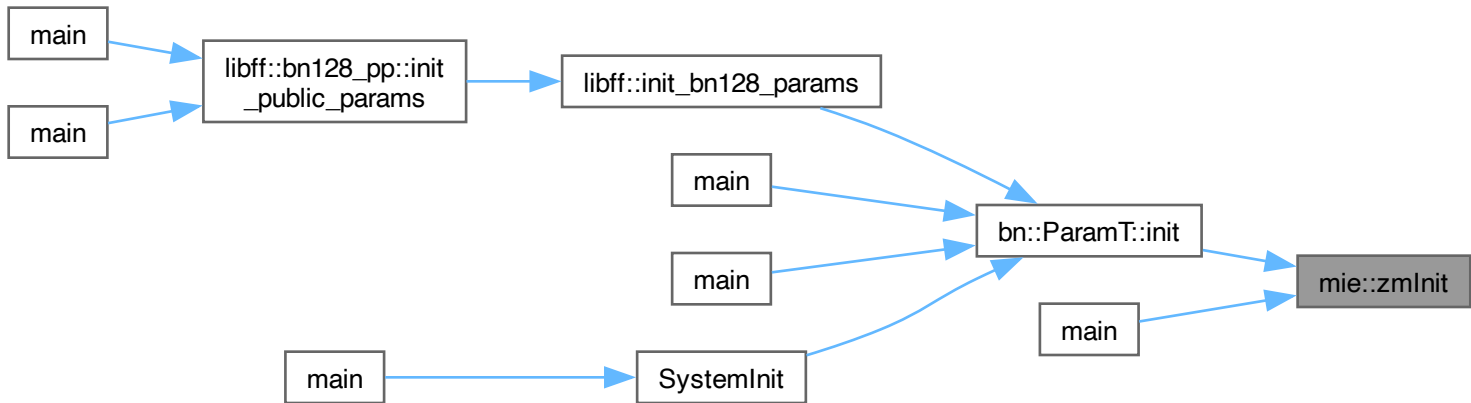 main
libff::bn128_pp::init
_public_params
libff::init_bn128_params
main
main
bn::ParamT::init
main
mie::zmInit
main
main
SystemInit